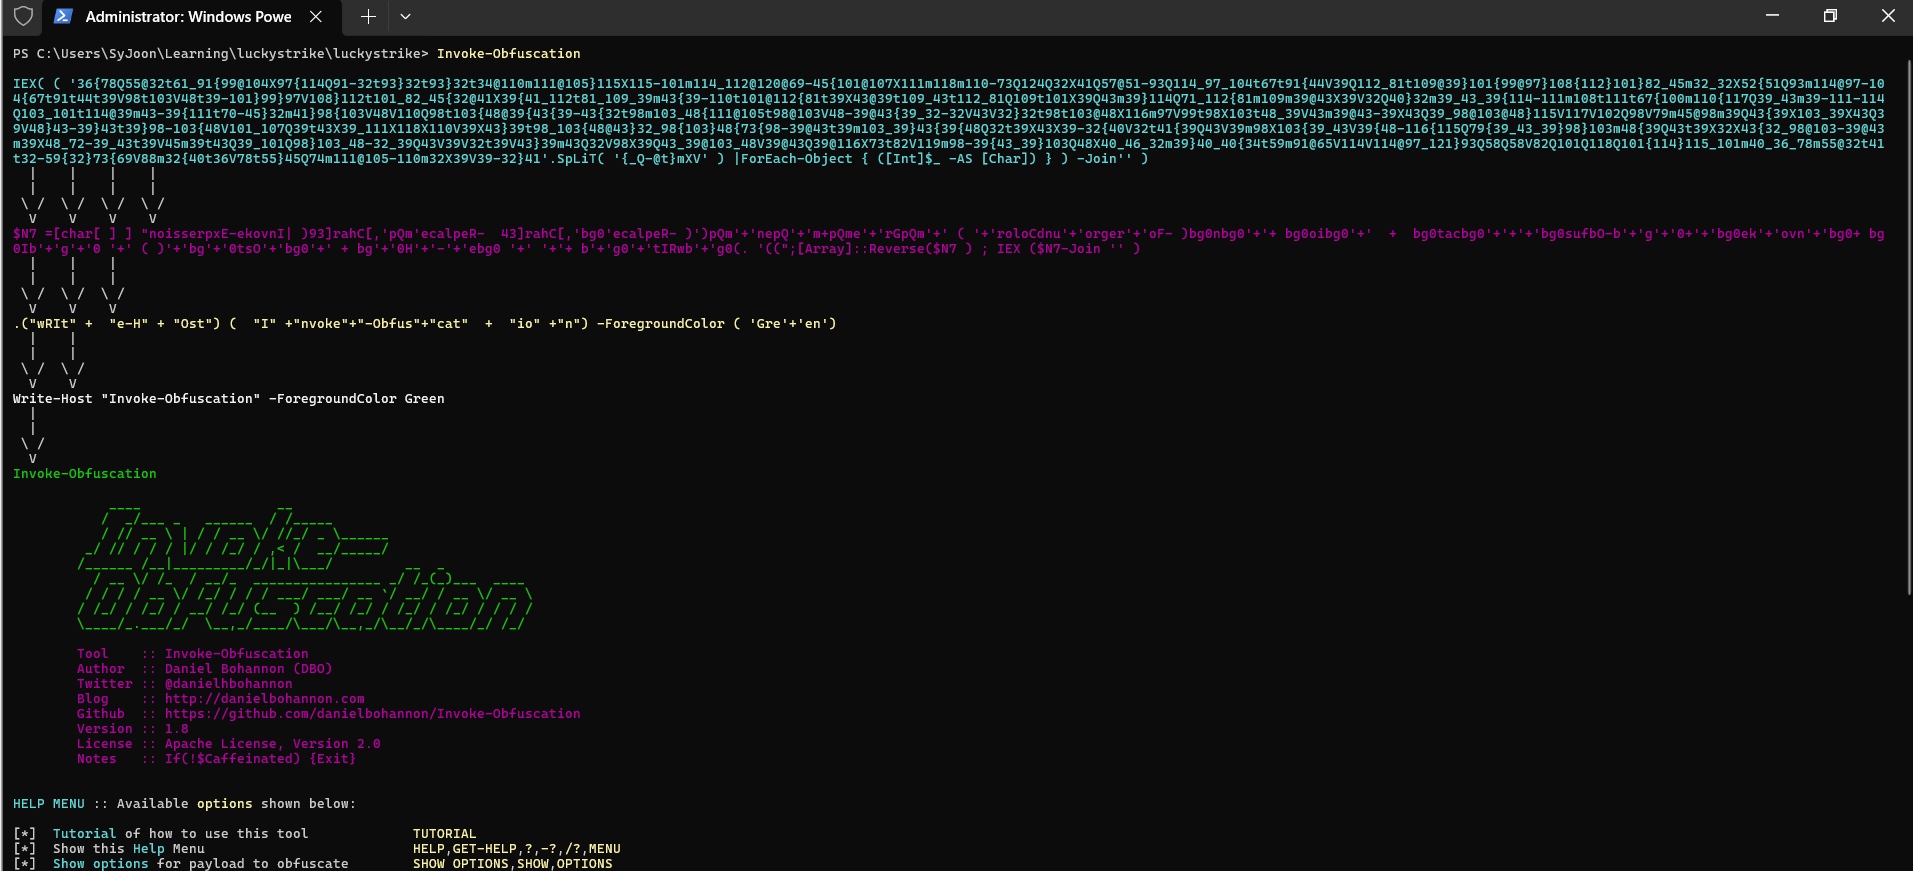 Administrator: Windows Powe
PS C:\Users\SyJoon\Learning\luckystrike\luckystrike> Invoke-Obfuscation
IEX( ( '36{78Q55@32t61_91{99@104X97{114Q91-32t93}32t93}32t34@110m111@105}115X115-101m114_112@120@69-45{101@107X111m118m110-73Q124Q32X41Q57@51-93Q114_97_104t67t91{44V39Q112_81t109@39}101{99@97}108{112}101}82_45m32_32X52{51Q93m114@97-10
4{67t91t44t39V98t103V48t39-101}99}97V108}112t101_82_45{32@41X39{41_112t81_109_39m43{39-110t101@112{81t39X43@39t109_43t112_81Q109t101X39Q43m39}114Q71_112{81m109m39@43X39V32Q40}32m39_43_39{114-111m108t111t67{100m110{117Q39_43m39-111-114
Q103_101t114@39m43-39{111t70-45}32m41}98{103V48V110Q98t103{48@39{43{39-43{32t98m103_48{111@105t98@103V48-39@43{39_32-32V43V32}32t98t103@48X116m97V99t98X103t48_39V43m39@43-39X43Q39_98@103@48}115V117V102Q98V79m45@98m39Q43{39X103_39X43Q3
9V48}43-39}43t39}98-103{48V101_107Q39t43X39_111X118X110V39X43}39t98_103{48@43}32_98{103}48{73{98-39@43t39m103_39}43{39{48Q32t39X43X39-32{40V32t41{39Q43V39m98X103{39_43V39{48-116{115Q79{39_43_39}98}103m48{39Q43t39X32X43{32_98@103-39@43
m39X48_72-39_43t39V45m39t43Q39_101X39Q43Q98}103_48-32_39Q43V39V32t39V43}39m43Q32V98X39Q43_39@103_48V39@43Q39@116X73t82V119m98-39{43_39}103Q48X40_46_32m39}40_40{34t59m91@65V114V114@97_121}93Q58Q58V82Q101Q118Q101{114}115_101m40_36_78m55@32t41
t32-59{32}73{69V88m32{40t36V78t55}45Q74m111@105-110m32X39V39-32}41'.SpLiT( '{_Q-@t}mXV' ) |ForEach-Object { ([Int]$_ -AS [Char]) } ) -Join'' )
$N7 =[char[ ] ] "noisserpxE-ekovnI| )93]rahC[,'pQm'ecalpeR-  43]rahC[,'bg0'ecalpeR- )')pQm'+'nepQ'+'m+pQme'+'rGpQm'+' ( '+'roloCdnu'+'orger'+'oF- )bg0nbg0'+'+ bg0oibg0'+'  +  bg0tacbg0'+'+'+'bg0sufbO-b'+'g'+'0+'+'bg0ek'+'ovn'+'bg0+ bg
0Ib'+'g'+'0 '+' ( )'+'bg'+'0tsO'+'bg0'+' + bg'+'0H'+'-'+'ebg0 '+' '+'+ b'+'g0'+'tIRwb'+'g0(. '((";[Array]::Reverse($N7 ) ; IEX ($N7-Join '' )
.("wRIt" +  "e-H" + "Ost") (  "I" +"nvoke"+"-Obfus"+"cat"  +  "io" +"n") -ForegroundColor ( 'Gre'+'en')
Write-Host "Invoke-Obfuscation" -ForegroundColor Green
Invoke-Obfuscation
Invoke-
Obfuscation
Tool :: Invoke-Obfuscation
Author :: Daniel Bohannon (DBO)
Twitter :: @danielhbohannon
Blog :: http://danielbohannon.com
Github :: https://github.com/danielbohannon/Invoke-Obfuscation
Version :: 1.8
License :: Apache License, Version 2.0
Notes :: If(!$Caffeinated) {Exit}
HELP MENU :: Available options shown below:
[*] Tutorial of how to use this tool TUTORIAL
[*] Show this Help Menu HELP,GET-HELP,?,-?,/?,MENU
[*] Show options for payload to obfuscate SHOW OPTIONS,SHOW,OPTIONS